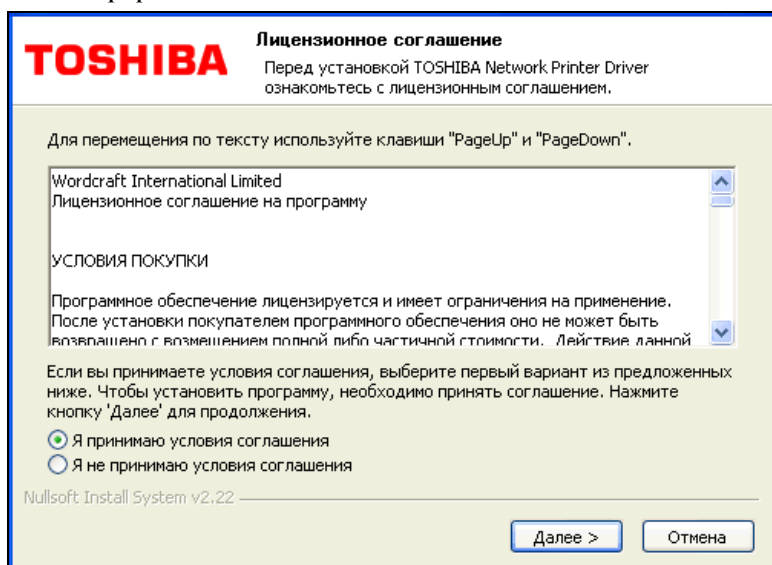 TOSHIBA
Лицензионное соглашение
Перед установкой TOSHIBA Network Printer Driver
ознакомьтесь с лицензионным соглашением.
Для перемещения по тексту используйте клавиши "PageUp" и "PageDown".
Wordcraft International Limited
Лицензионное соглашение на программу
УСЛОВИЯ ПОКУПКИ
Программное обеспечение лицензируется и имеет ограничения на применение.
После установки покупателем программного обеспечения оно не может быть
возвращено с возмещением полной либо частичной стоимости. Действие данной
Если вы принимаете условия соглашения, выберите первый вариант из предложенных
ниже. Чтобы установить программу, необходимо принять соглашение. Нажмите
кнопку 'Далее' для продолжения.
Я принимаю условия соглашения
Я не принимаю условия соглашения
Nullsoft Install System v2.22
Далее >
Отмена